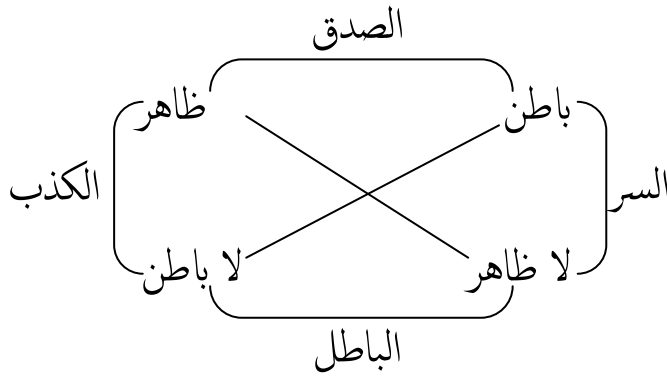 الصدق
باطن
ظاهر
السر
الكذب
لا ظاهر
لا باطن
الباطل